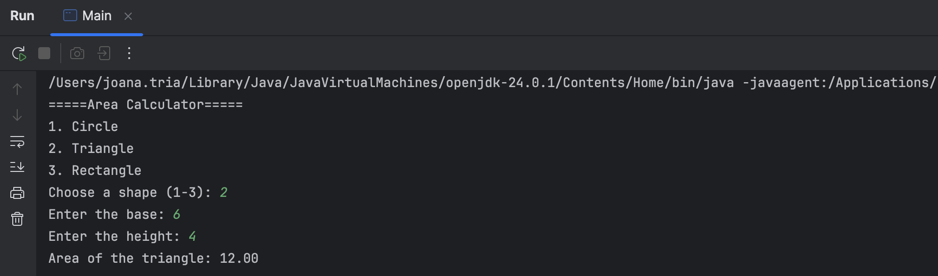 Run Main
/Users/joana.tria/Library/Java/JavaVirtualMachines/openjdk-24.0.1/Contents/Home/bin/java -javaagent:/Applications/
=====Area Calculator=====
1. Circle
2. Triangle
3. Rectangle
Choose a shape (1-3): 2
Enter the base: 6
Enter the height: 4
Area of the triangle: 12.00